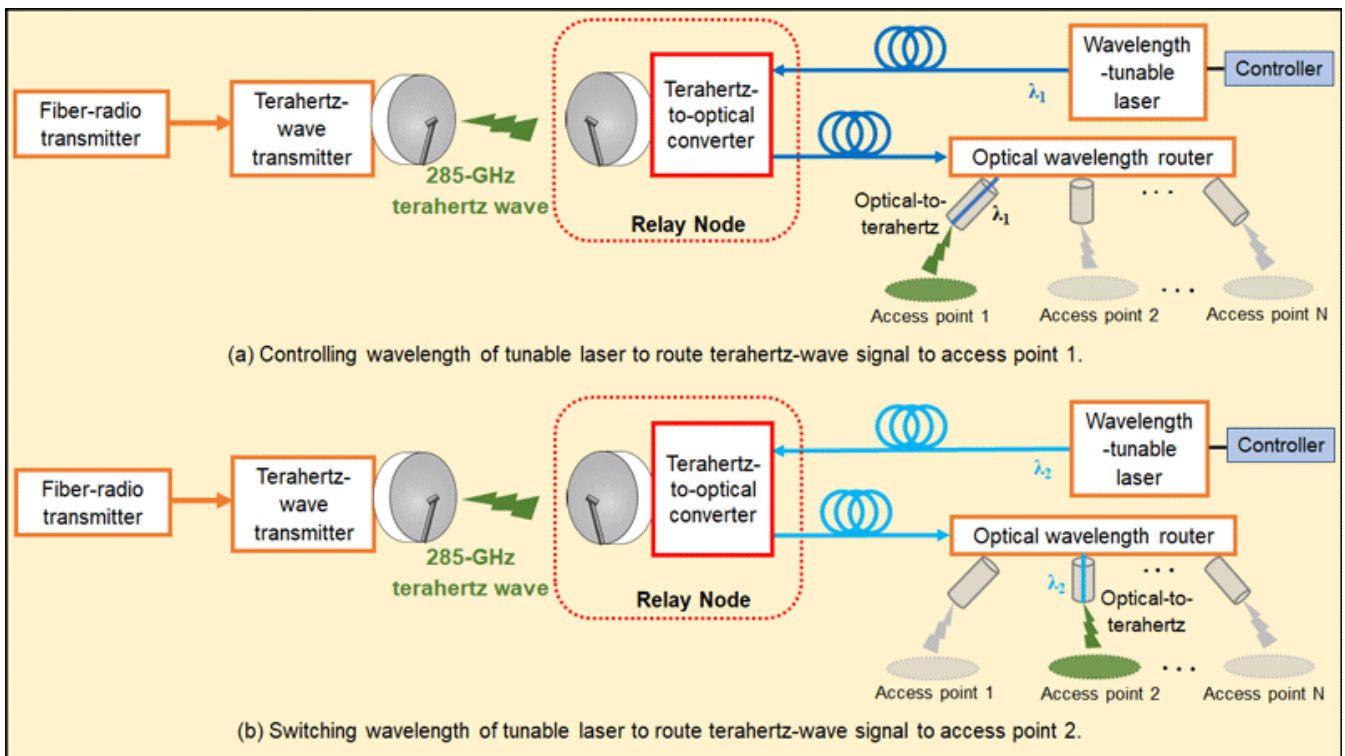 Fiber-radio
transmitter
Terahertz-
wave
transmitter
285-GHz
terahertz wave
Terahertz-
to-optical
converter
Relay Node
λ1
Wavelength
-tunable
laser
Controller
Optical wavelength router
Optical-to-
terahertz
λ1
...
Access point 1
Access point 2
...
Access point N
(a) Controlling wavelength of tunable laser to route terahertz-wave signal to access point 1.
Fiber-radio
transmitter
Terahertz-
wave
transmitter
285-GHz
terahertz wave
Terahertz-
to-optical
converter
Relay Node
λ2
Wavelength
-tunable
laser
Controller
Optical wavelength router
λ2
...
Optical-to-
terahertz
Access point 1
Access point 2
...
Access point N
(b) Switching wavelength of tunable laser to route terahertz-wave signal to access point 2.